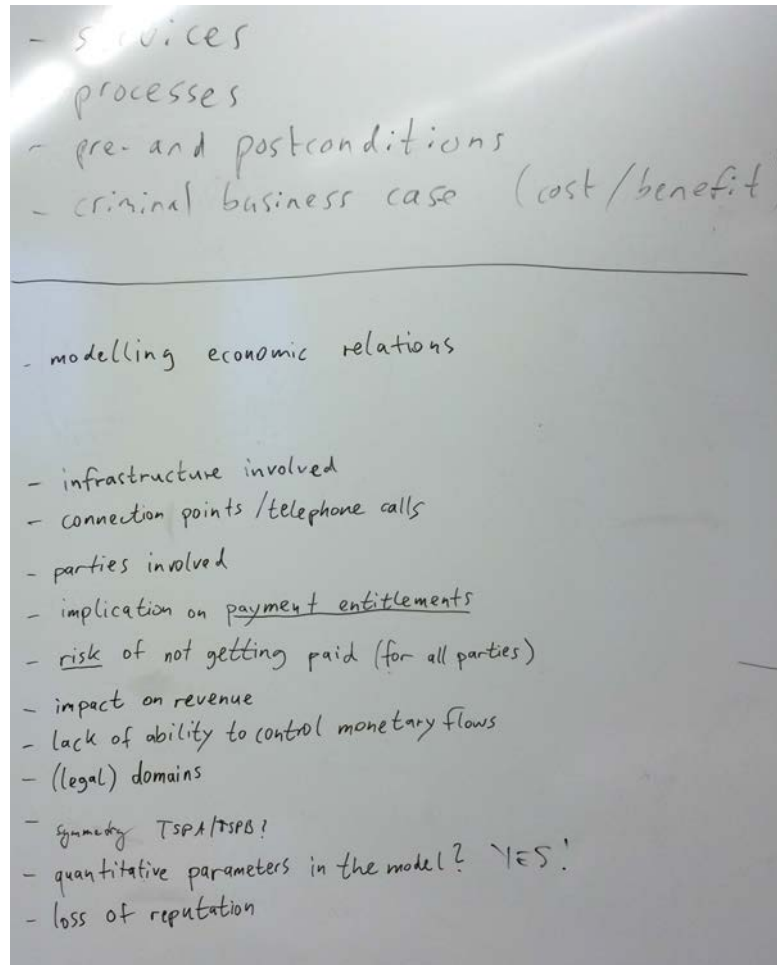 - services
processes
- pre- and postconditions
- criminal business case (cost/benefit
- modelling economic relations
- infrastructure involved
- connection points/telephone calls
- parties involved
- implication on payment entitlements
- risk of not getting paid (for all parties)
- impact on revenue
- lack of ability to control monetary flows
- (legal) domains
- symmetry TSPA/TSPB?
- quantitative parameters in the model? YES!
- loss of reputation